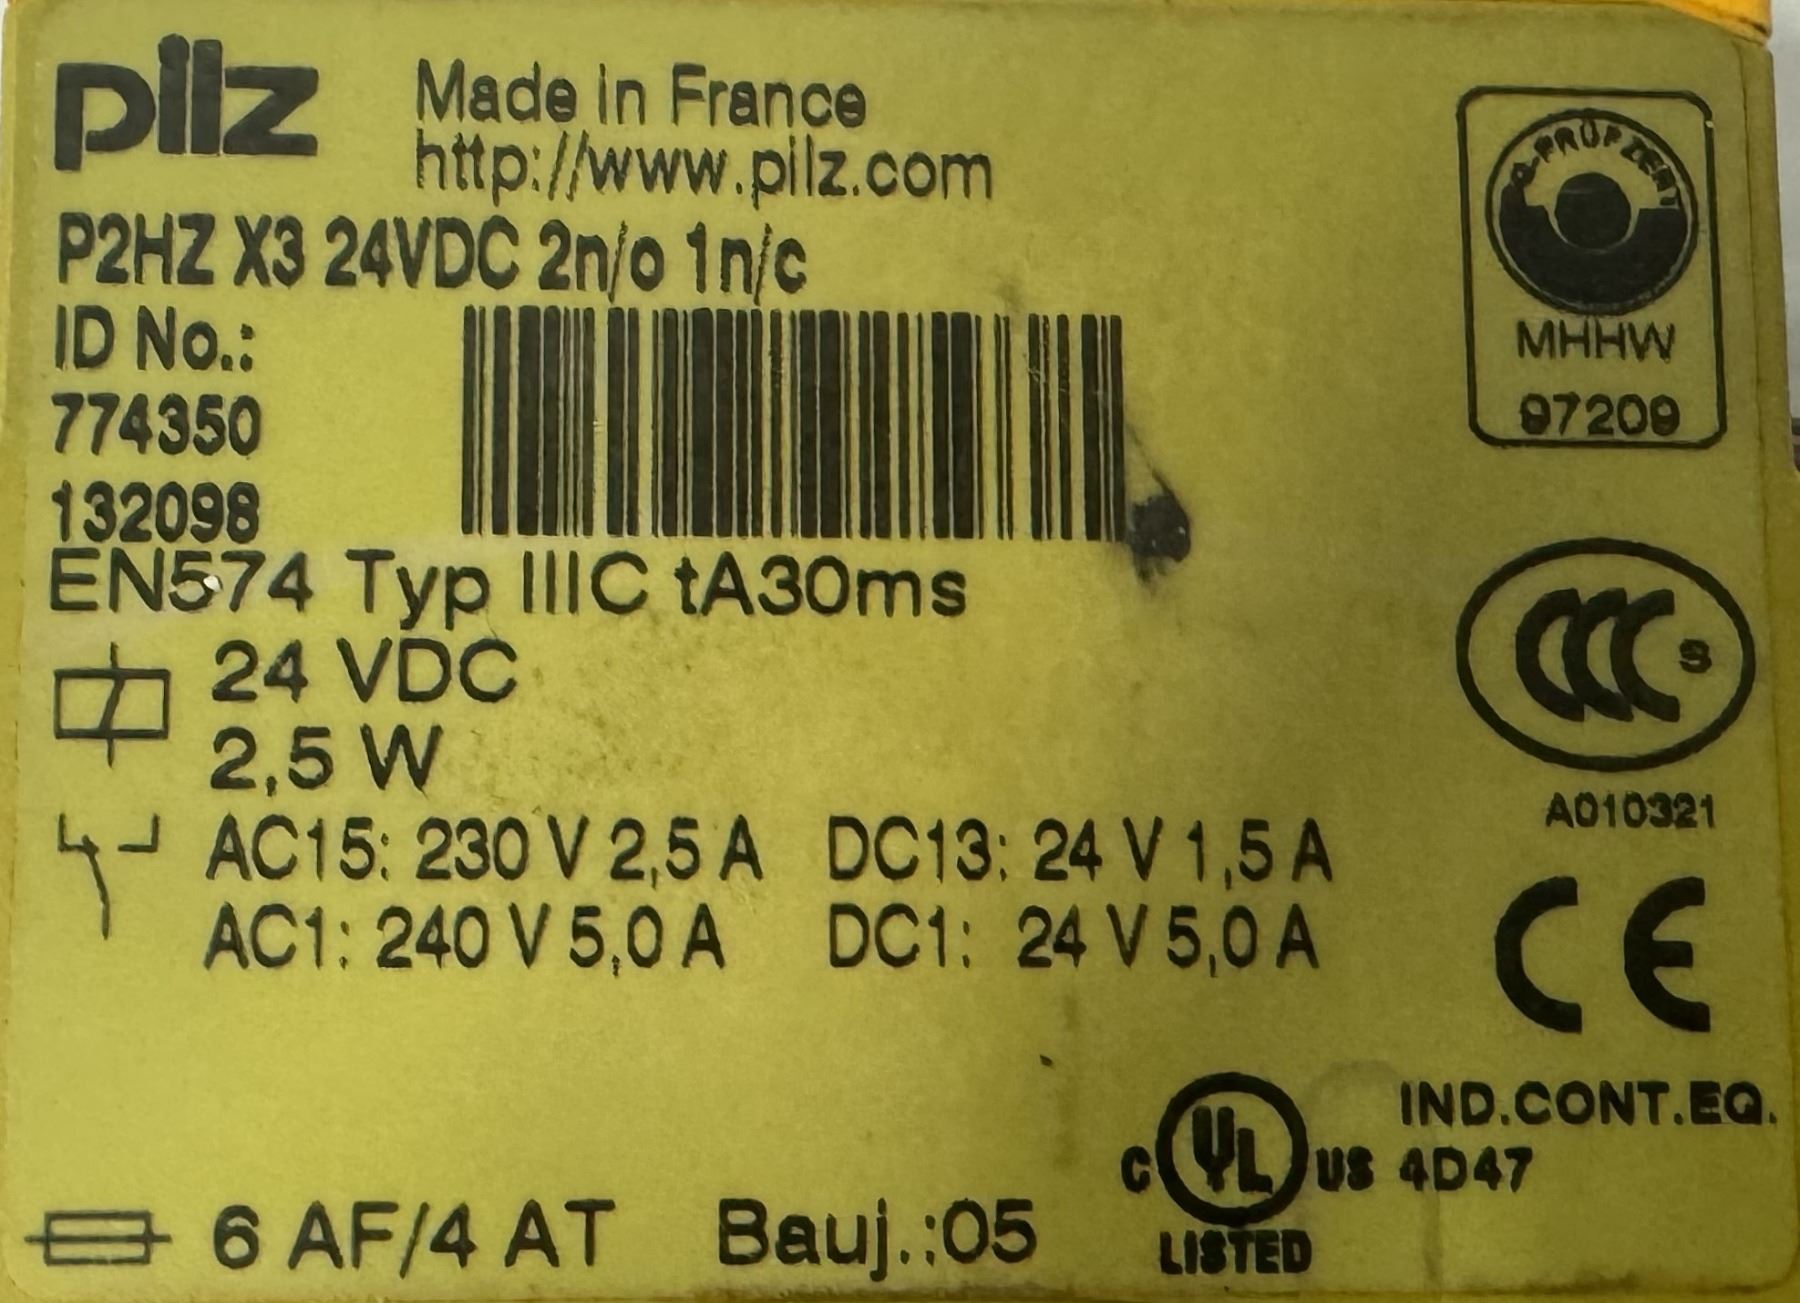 pilz
Made in France
http://www.pilz.com
P2HZ X3 24VDC 2n/o 1n/c
ID No.:
774350
132098
EN574 Typ IIIC tA30ms
24 VDC
2,5 W
AC15: 230 V 2,5 A DC13: 24 V 1,5 A
AC1: 240 V 5,0 A DC1: 24 V 5,0 A
6 AF/4 AT Bauj.:05
Q-PRÜFZERT
MHHW
97209
CCC S
A010321
CE
C UL US
LISTED
IND.CONT.EQ.
4D47